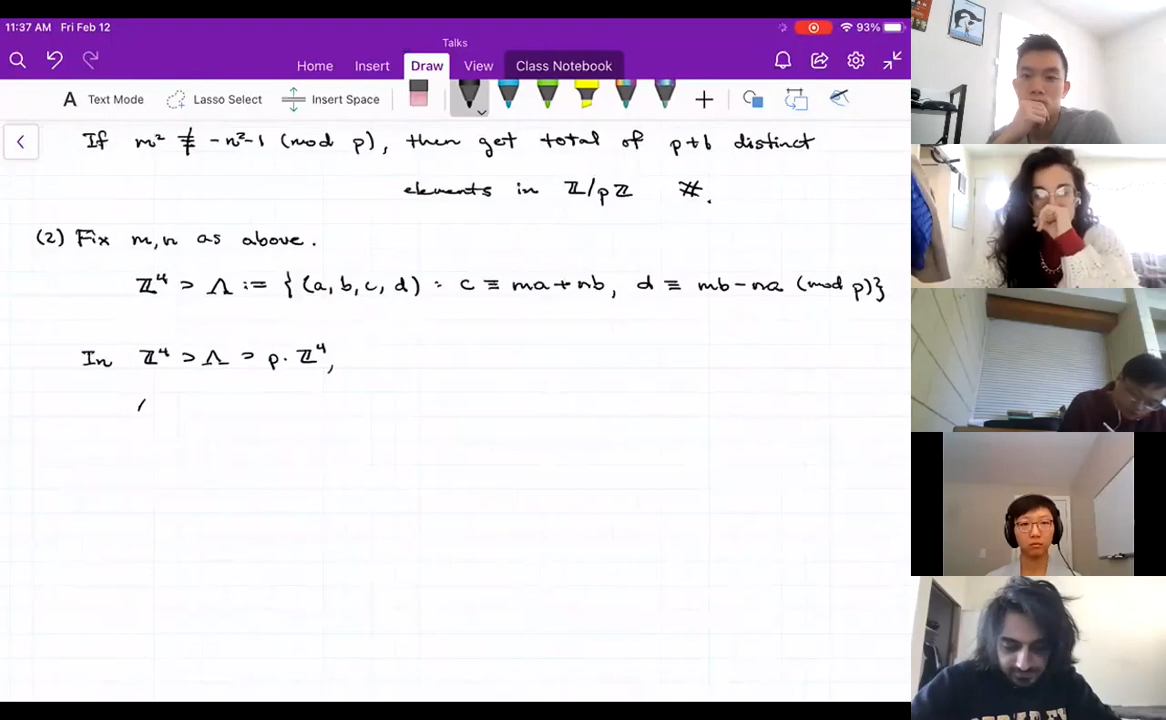 11:37 AM Fri Feb 12
93%
Talks
Home Insert Draw View Class Notebook
Text Mode Lasso Select Insert Space
If m² ≢ -n²-1 (mod p), then get total of p+1 distinct
elements in ℤ/pℤ ※.
(2) Fix m,n as above.
ℤ⁴ > Λ := {(a, b, c, d) : c ≡ ma+nb, d ≡ mb-na (mod p)}
In ℤ⁴ > Λ > p·ℤ⁴,